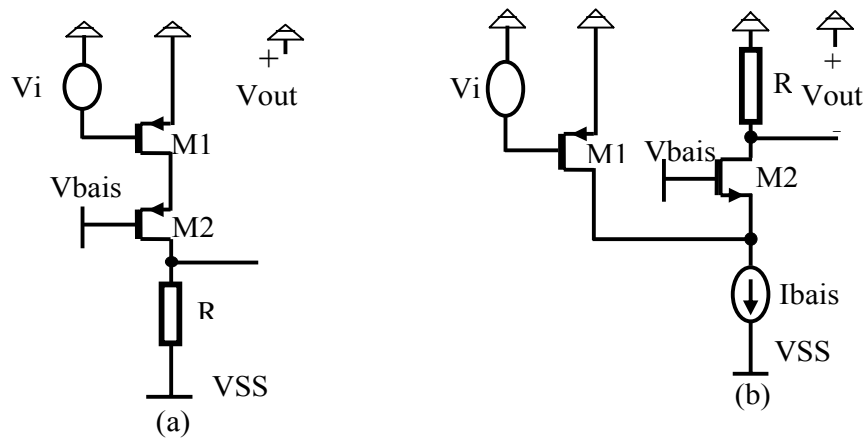 Vi
+
Vout
M1
Vbais
M2
R
VSS
(a)
Vi
M1
R
+
Vout
-
Vbais
M2
Ibais
VSS
(b)